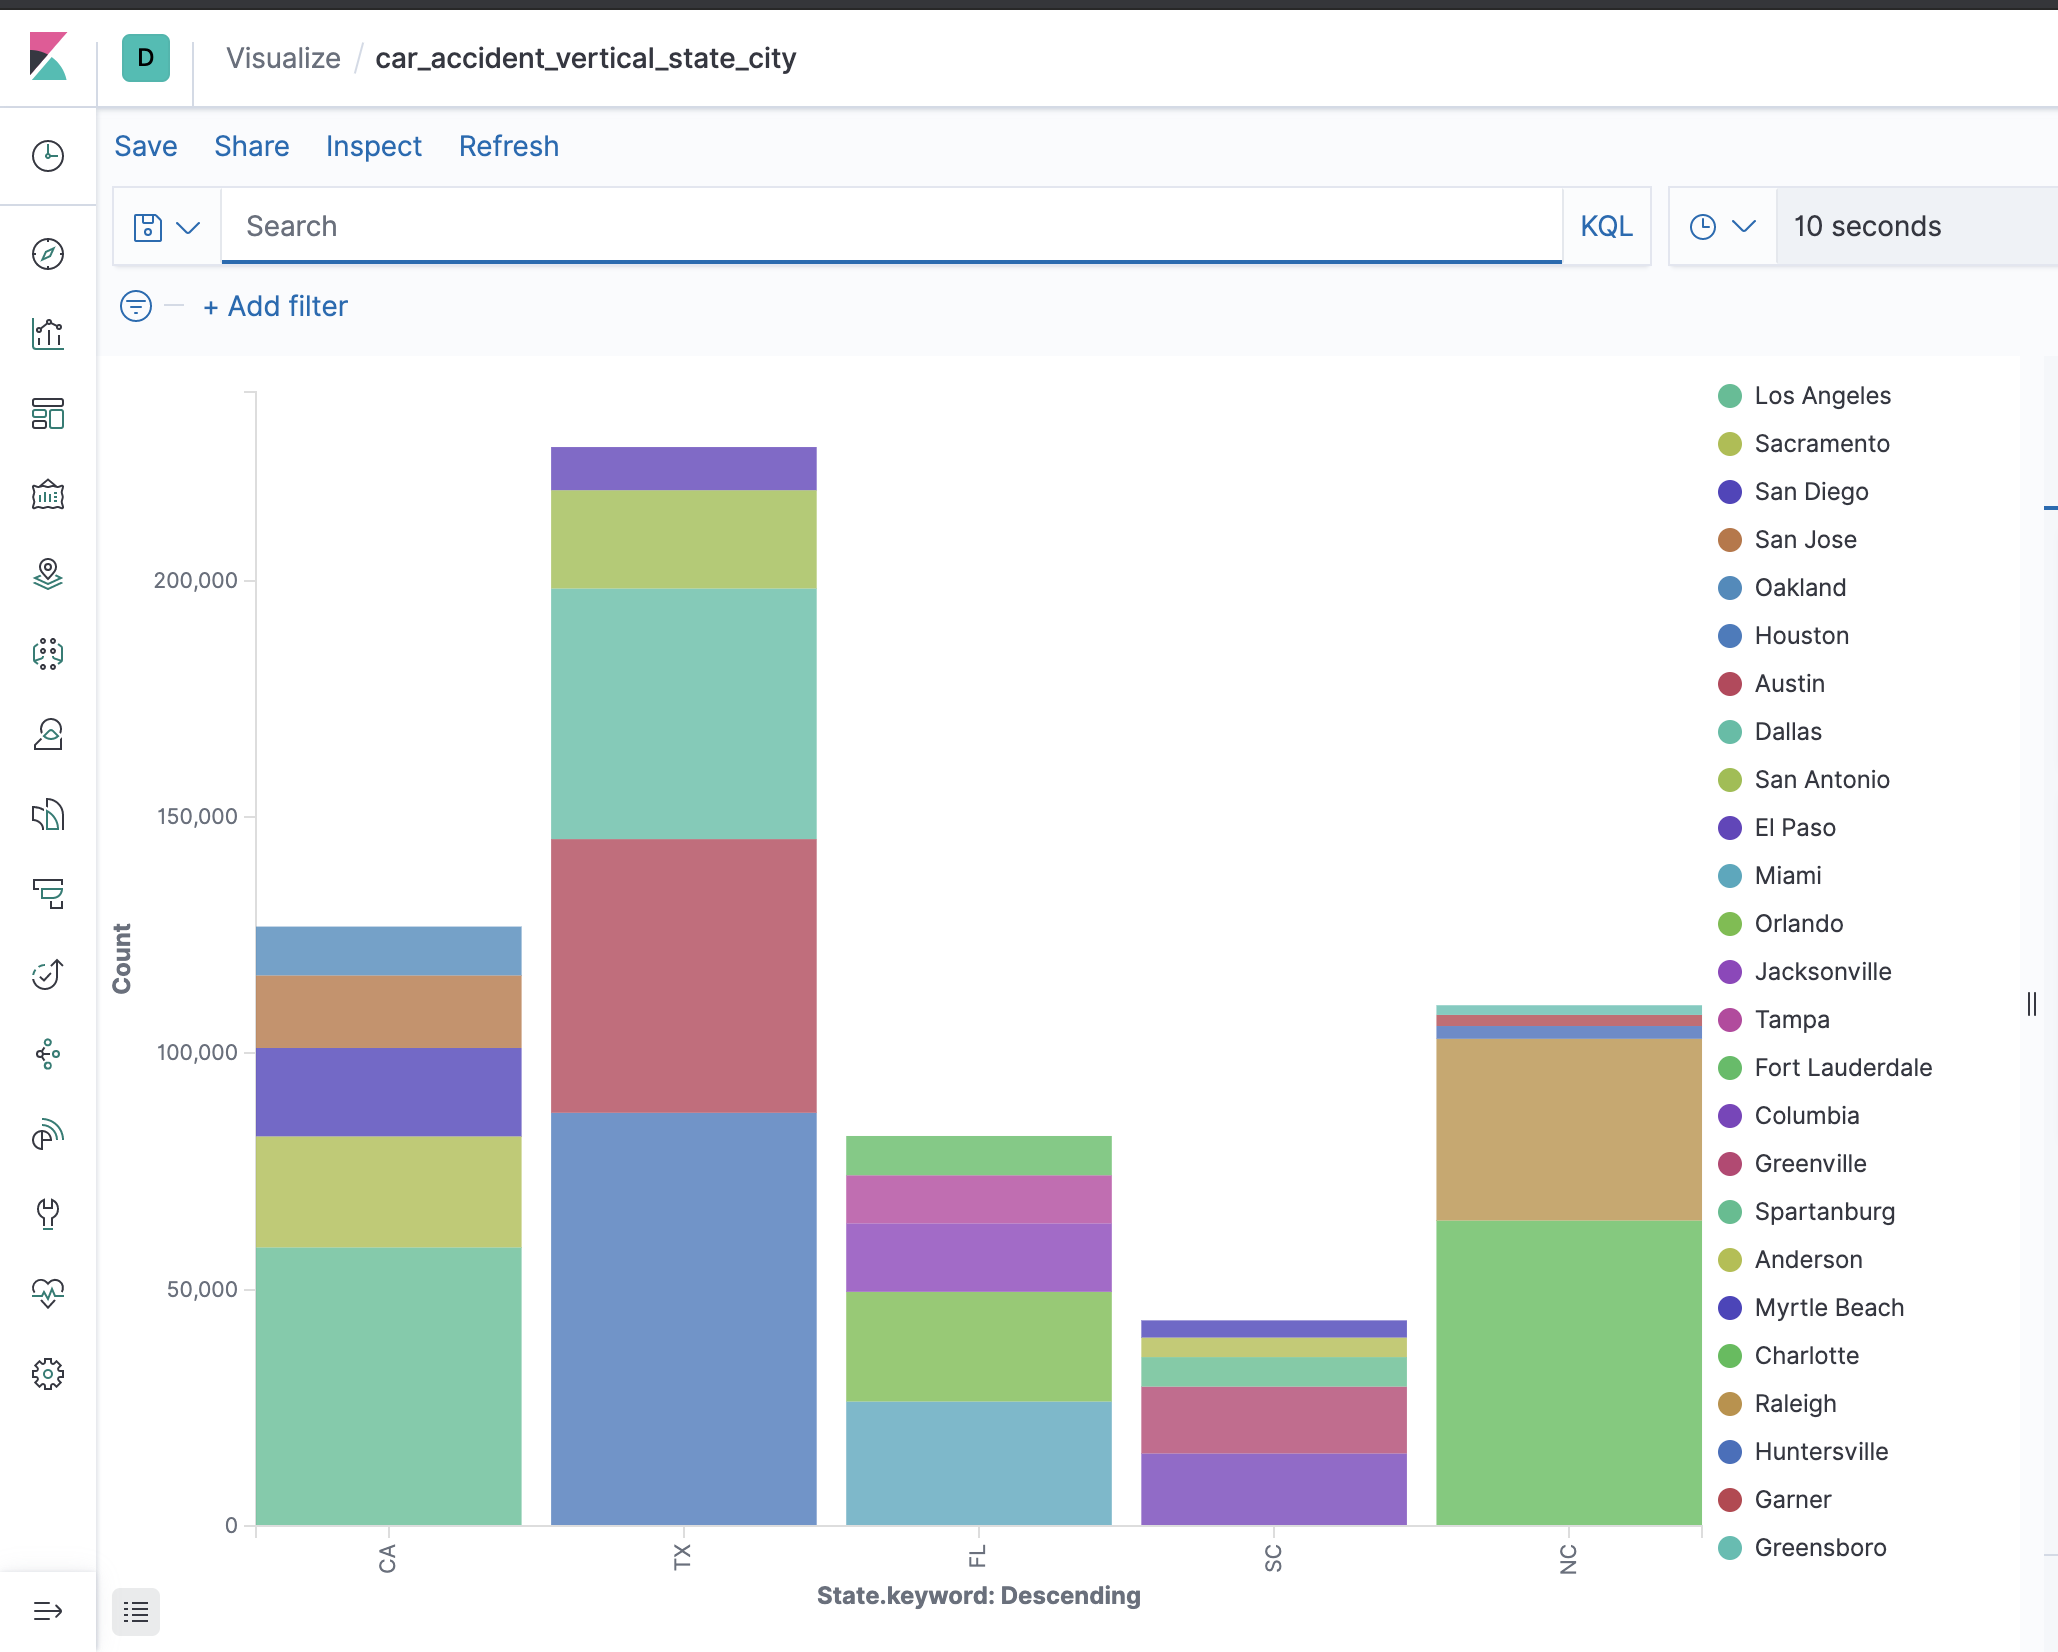 D
Visualize / car_accident_vertical_state_city
Save Share Inspect Refresh
Search KQL 10 seconds
+ Add filter
200,000
150,000
100,000
50,000
0
Count
CA TX FL SC NC
State.keyword: Descending
Los Angeles
Sacramento
San Diego
San Jose
Oakland
Houston
Austin
Dallas
San Antonio
El Paso
Miami
Orlando
Jacksonville
Tampa
Fort Lauderdale
Columbia
Greenville
Spartanburg
Anderson
Myrtle Beach
Charlotte
Raleigh
Huntersville
Garner
Greensboro